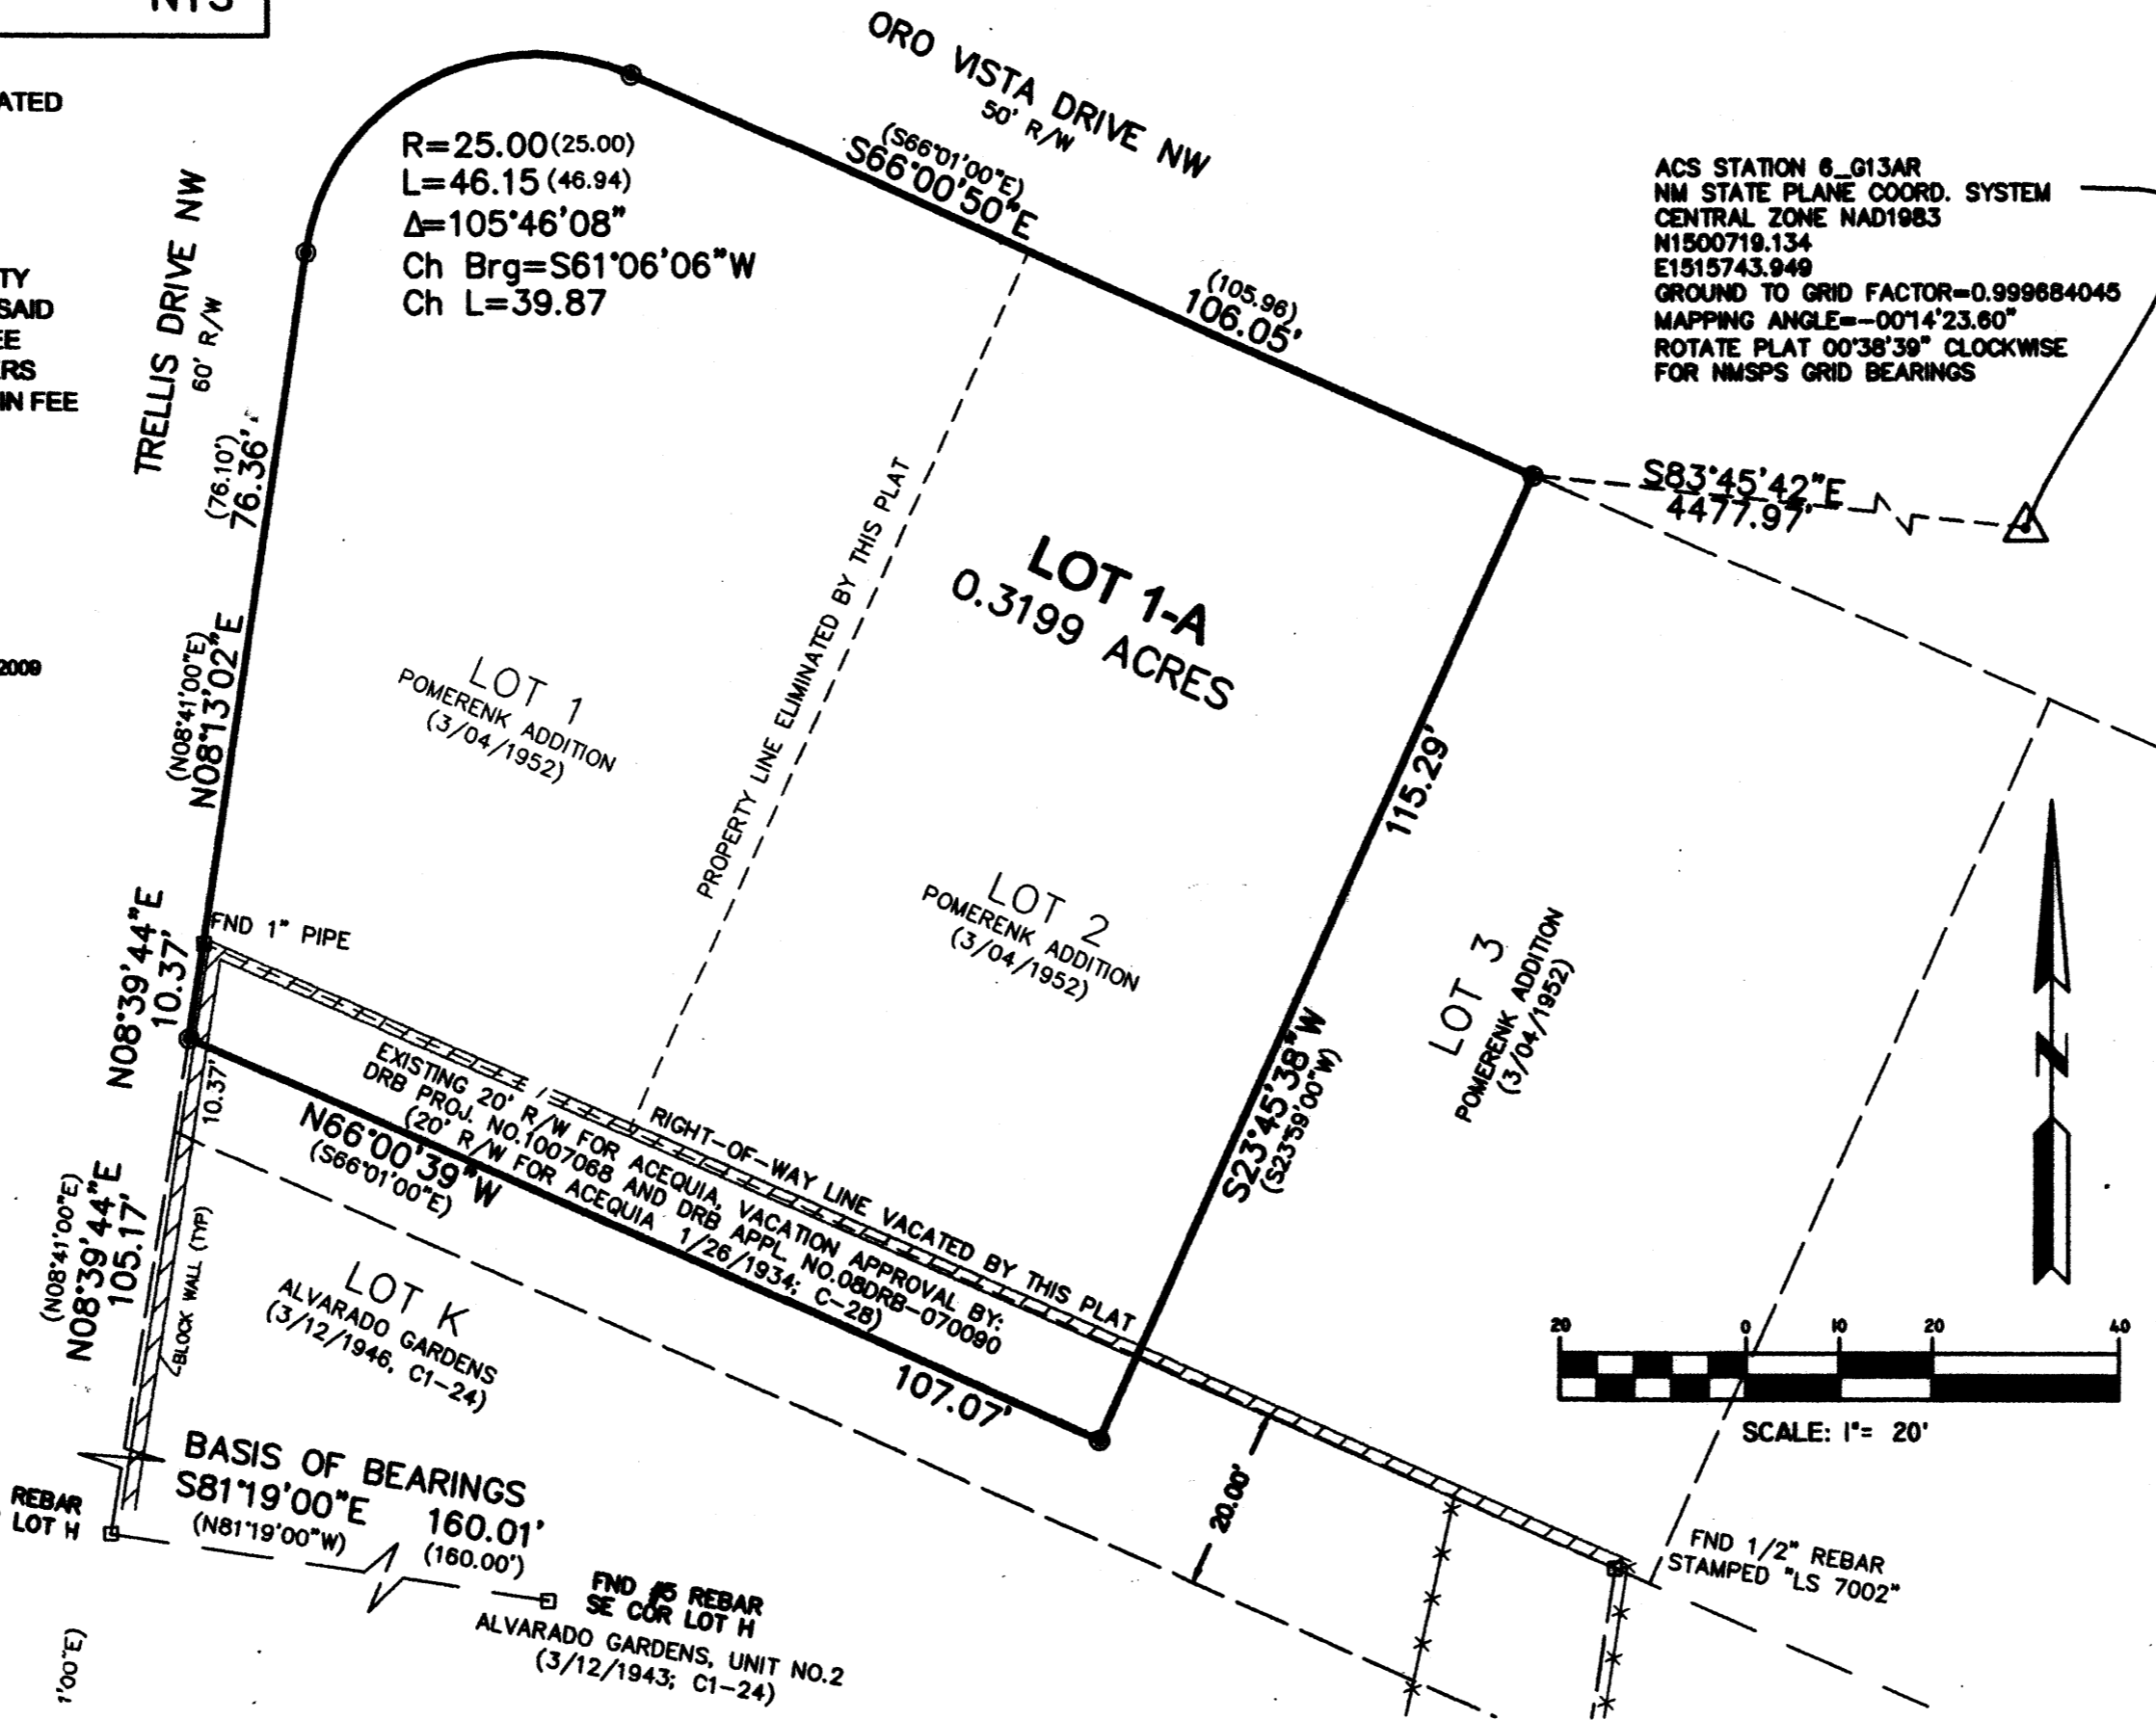 NTS
ATED
TY
SAID
EE
ERS
IN FEE
2009
ORO VISTA DRIVE NW
50' R/W
(S66°01'00"E)
S66°00'50"E
(105.96)
106.05'
R=25.00(25.00)
L=46.15 (46.94)
Δ=105°46'08"
Ch Brg=S61°06'06"W
Ch L=39.87
TRELLIS DRIVE NW
60' R/W
(76.10')
76.36'
(N08°41'00"E)
N08°13'02"E
ACS STATION 6_G13AR
NM STATE PLANE COORD. SYSTEM
CENTRAL ZONE NAD1983
N1500719.134
E1515743.949
GROUND TO GRID FACTOR=0.999684045
MAPPING ANGLE=-00°14'23.60"
ROTATE PLAT 00°38'39" CLOCKWISE
FOR NMSPS GRID BEARINGS
S83°45'42"E
4477.97'
LOT 1-A
0.3199 ACRES
PROPERTY LINE ELIMINATED BY THIS PLAT
LOT 1
POMERENK ADDITION
(3/04/1952)
115.29'
S23°45'38"W
(S23°59'00"W)
LOT 2
POMERENK ADDITION
(3/04/1952)
LOT 3
POMERENK ADDITION
(3/04/1952)
N08°39'44"E
10.37'
FND 1" PIPE
10.37'
RIGHT-OF-WAY LINE VACATED BY THIS PLAT
EXISTING 20' R/W FOR ACEQUIA, VACATION APPROVAL BY:
DRB PROJ. NO.1007068 AND DRB APPL. NO.08DRB-070090
(20' R/W FOR ACEQUIA 1/26/1934; C-2B)
N66°00'39"W
(S66°01'00"E)
107.07'
(N08°41'00"E)
N08°39'44"E
105.17'
BLOCK WALL (TYP)
LOT K
ALVARADO GARDENS
(3/12/1946, C1-24)
N
20 0 10 20 40
SCALE: 1"= 20'
20.00'
BASIS OF BEARINGS
S81°19'00"E 160.01'
(N81°19'00"W) (160.00')
REBAR
LOT H
FND #5 REBAR
SE COR LOT H
ALVARADO GARDENS, UNIT NO.2
(3/12/1943; C1-24)
FND 1/2" REBAR
STAMPED "LS 7002"
1'00"E)